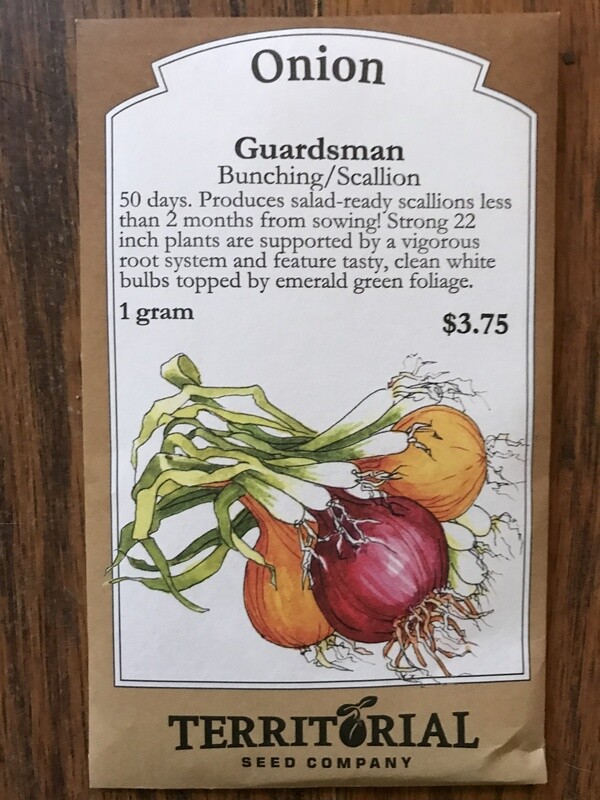 Onion
Guardsman
Bunching/Scallion
50 days. Produces salad-ready scallions less
than 2 months from sowing! Strong 22
inch plants are supported by a vigorous
root system and feature tasty, clean white
bulbs topped by emerald green foliage.
1 gram
$3.75
TERRITORIAL
SEED COMPANY